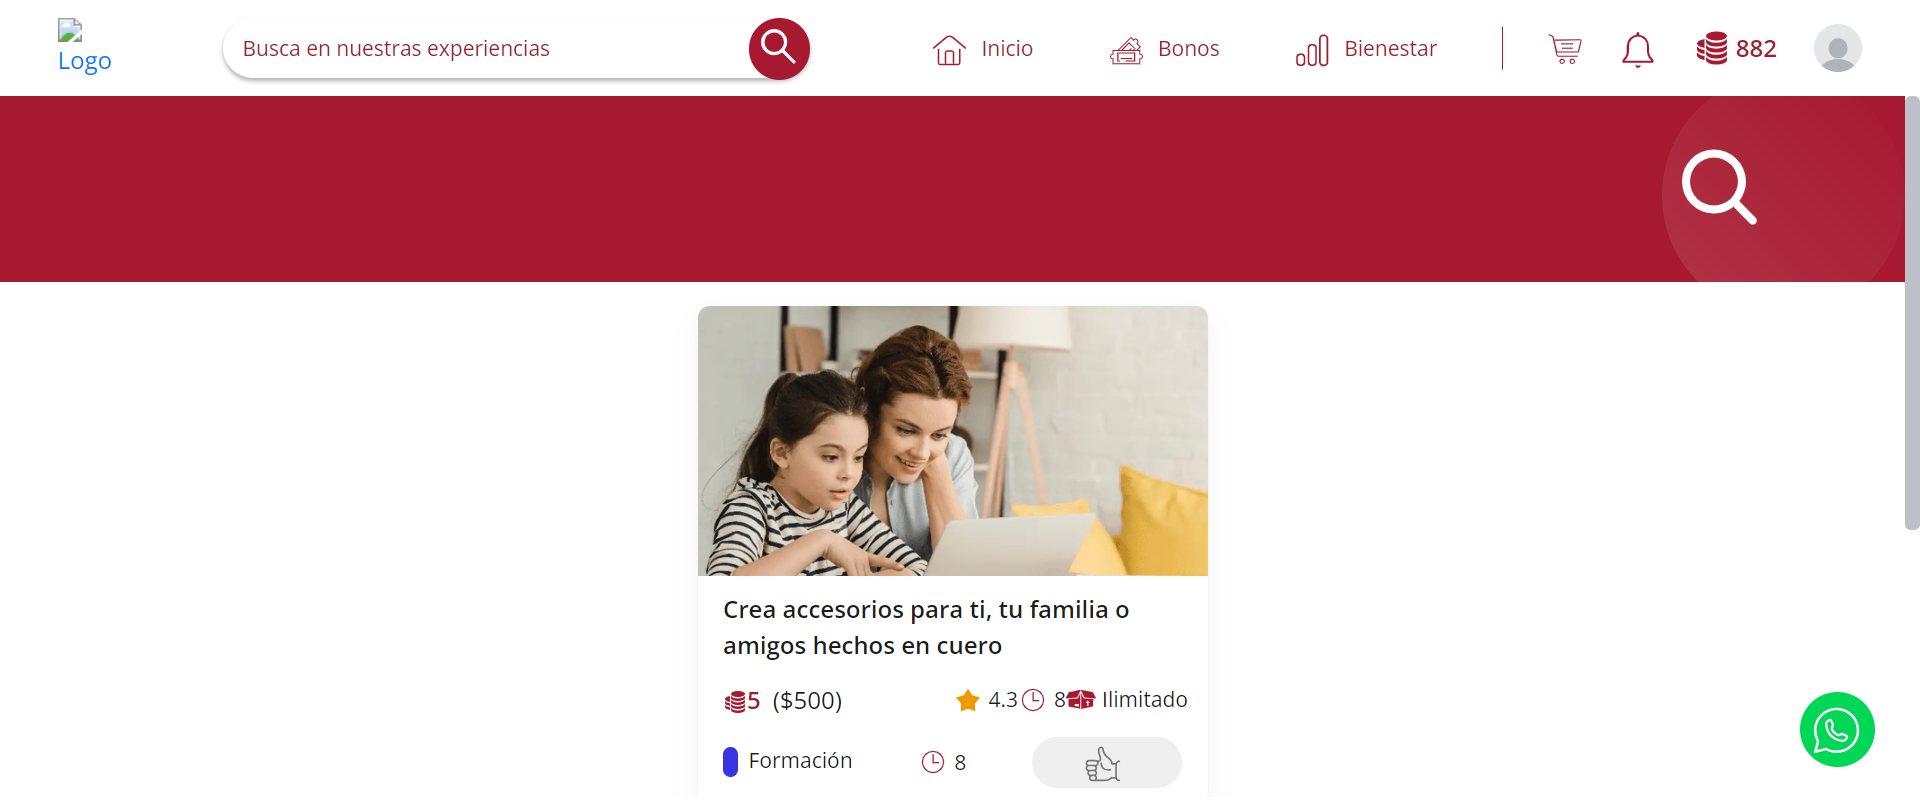 Logo
Busca en nuestras experiencias
Inicio
Bonos
Bienestar
882
Crea accesorios para ti, tu familia o
amigos hechos en cuero
5 ($500)
4.3 8 Ilimitado
Formación
8